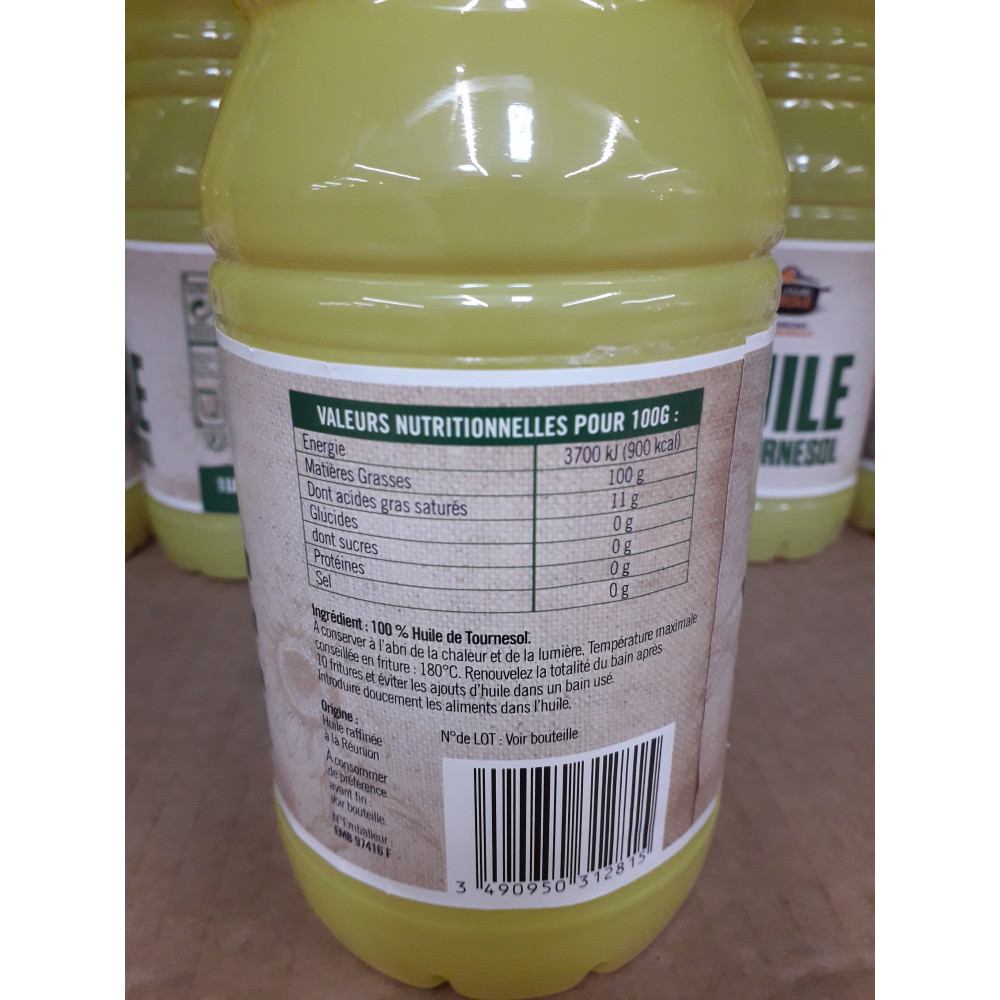 VALEURS NUTRITIONNELLES POUR 100G :
Energie 3700 kJ (900 kcal)
Matières Grasses 100 g
Dont acides gras saturés 11 g
Glucides 0 g
dont sucres 0 g
Protéines 0 g
Sel 0 g
Ingrédient : 100 % Huile de Tournesol.
A conserver à l'abri de la chaleur et de la lumière. Température maximale
conseillée en friture : 180°C. Renouvelez la totalité du bain après
10 fritures et éviter les ajouts d'huile dans un bain usé.
Introduire doucement les aliments dans l'huile.
Origine :
Huile raffinée
à la Réunion
A consommer
de préférence
avant fin :
voir bouteille.
N°Emballeur :
EMB 97416 F
N°de LOT : Voir bouteille
3 490950 312815
UILE
RNESOL